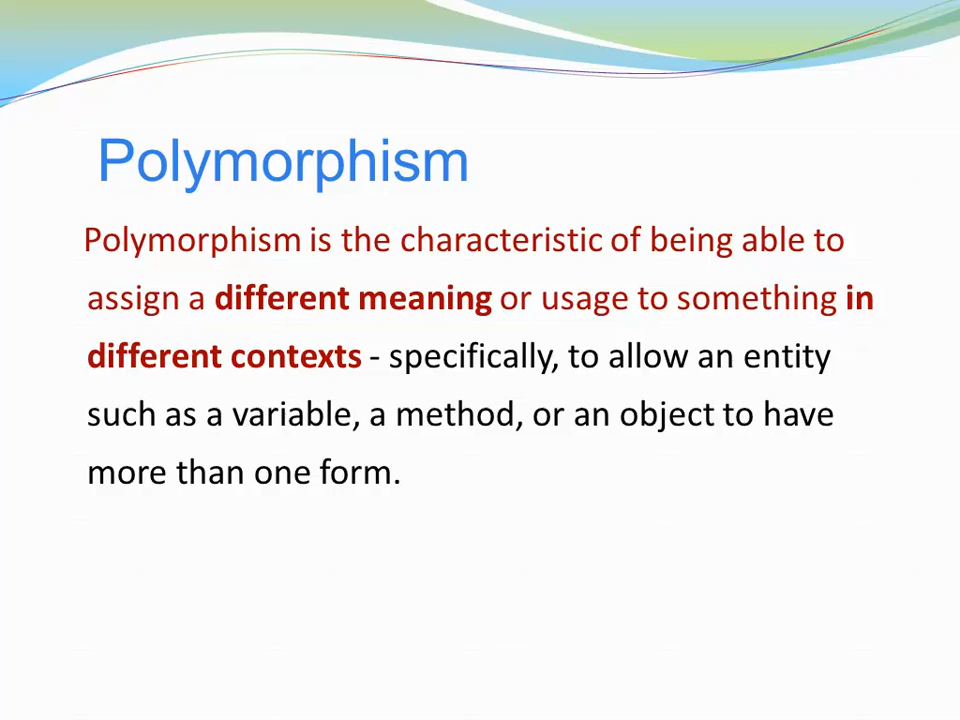 Polymorphism
Polymorphism is the characteristic of being able to
assign a different meaning or usage to something in
different contexts - specifically, to allow an entity
such as a variable, a method, or an object to have
more than one form.